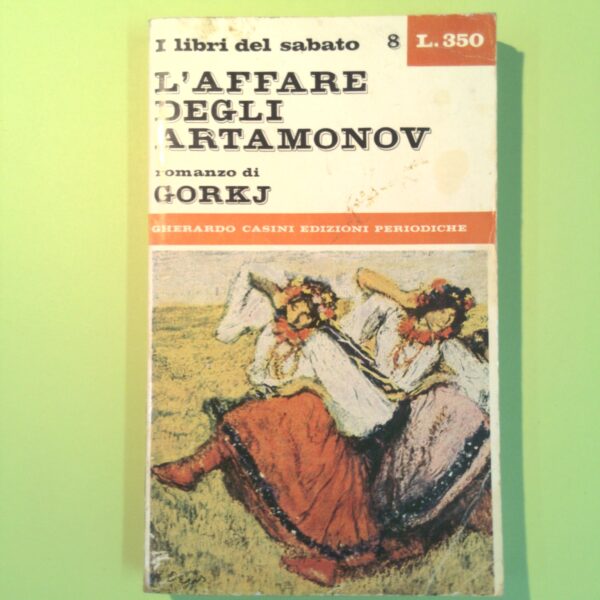 I libri del sabato 8 L.350
L'AFFARE
DEGLI
ARTAMONOV
romanzo di
GORKJ
GHERARDO CASINI EDIZIONI PERIODICHE